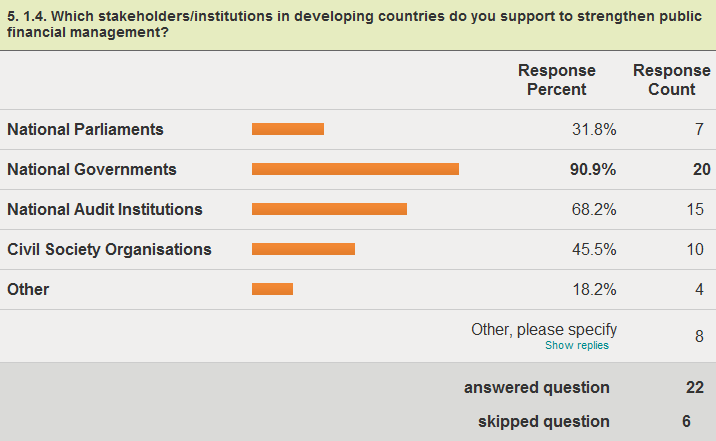 5. 1.4. Which stakeholders/institutions in developing countries do you support to strengthen public
financial management?
Response Percent Response Count
National Parliaments 31.8% 7
National Governments 90.9% 20
National Audit Institutions 68.2% 15
Civil Society Organisations 45.5% 10
Other 18.2% 4
Other, please specify 8
Show replies
answered question 22
skipped question 6